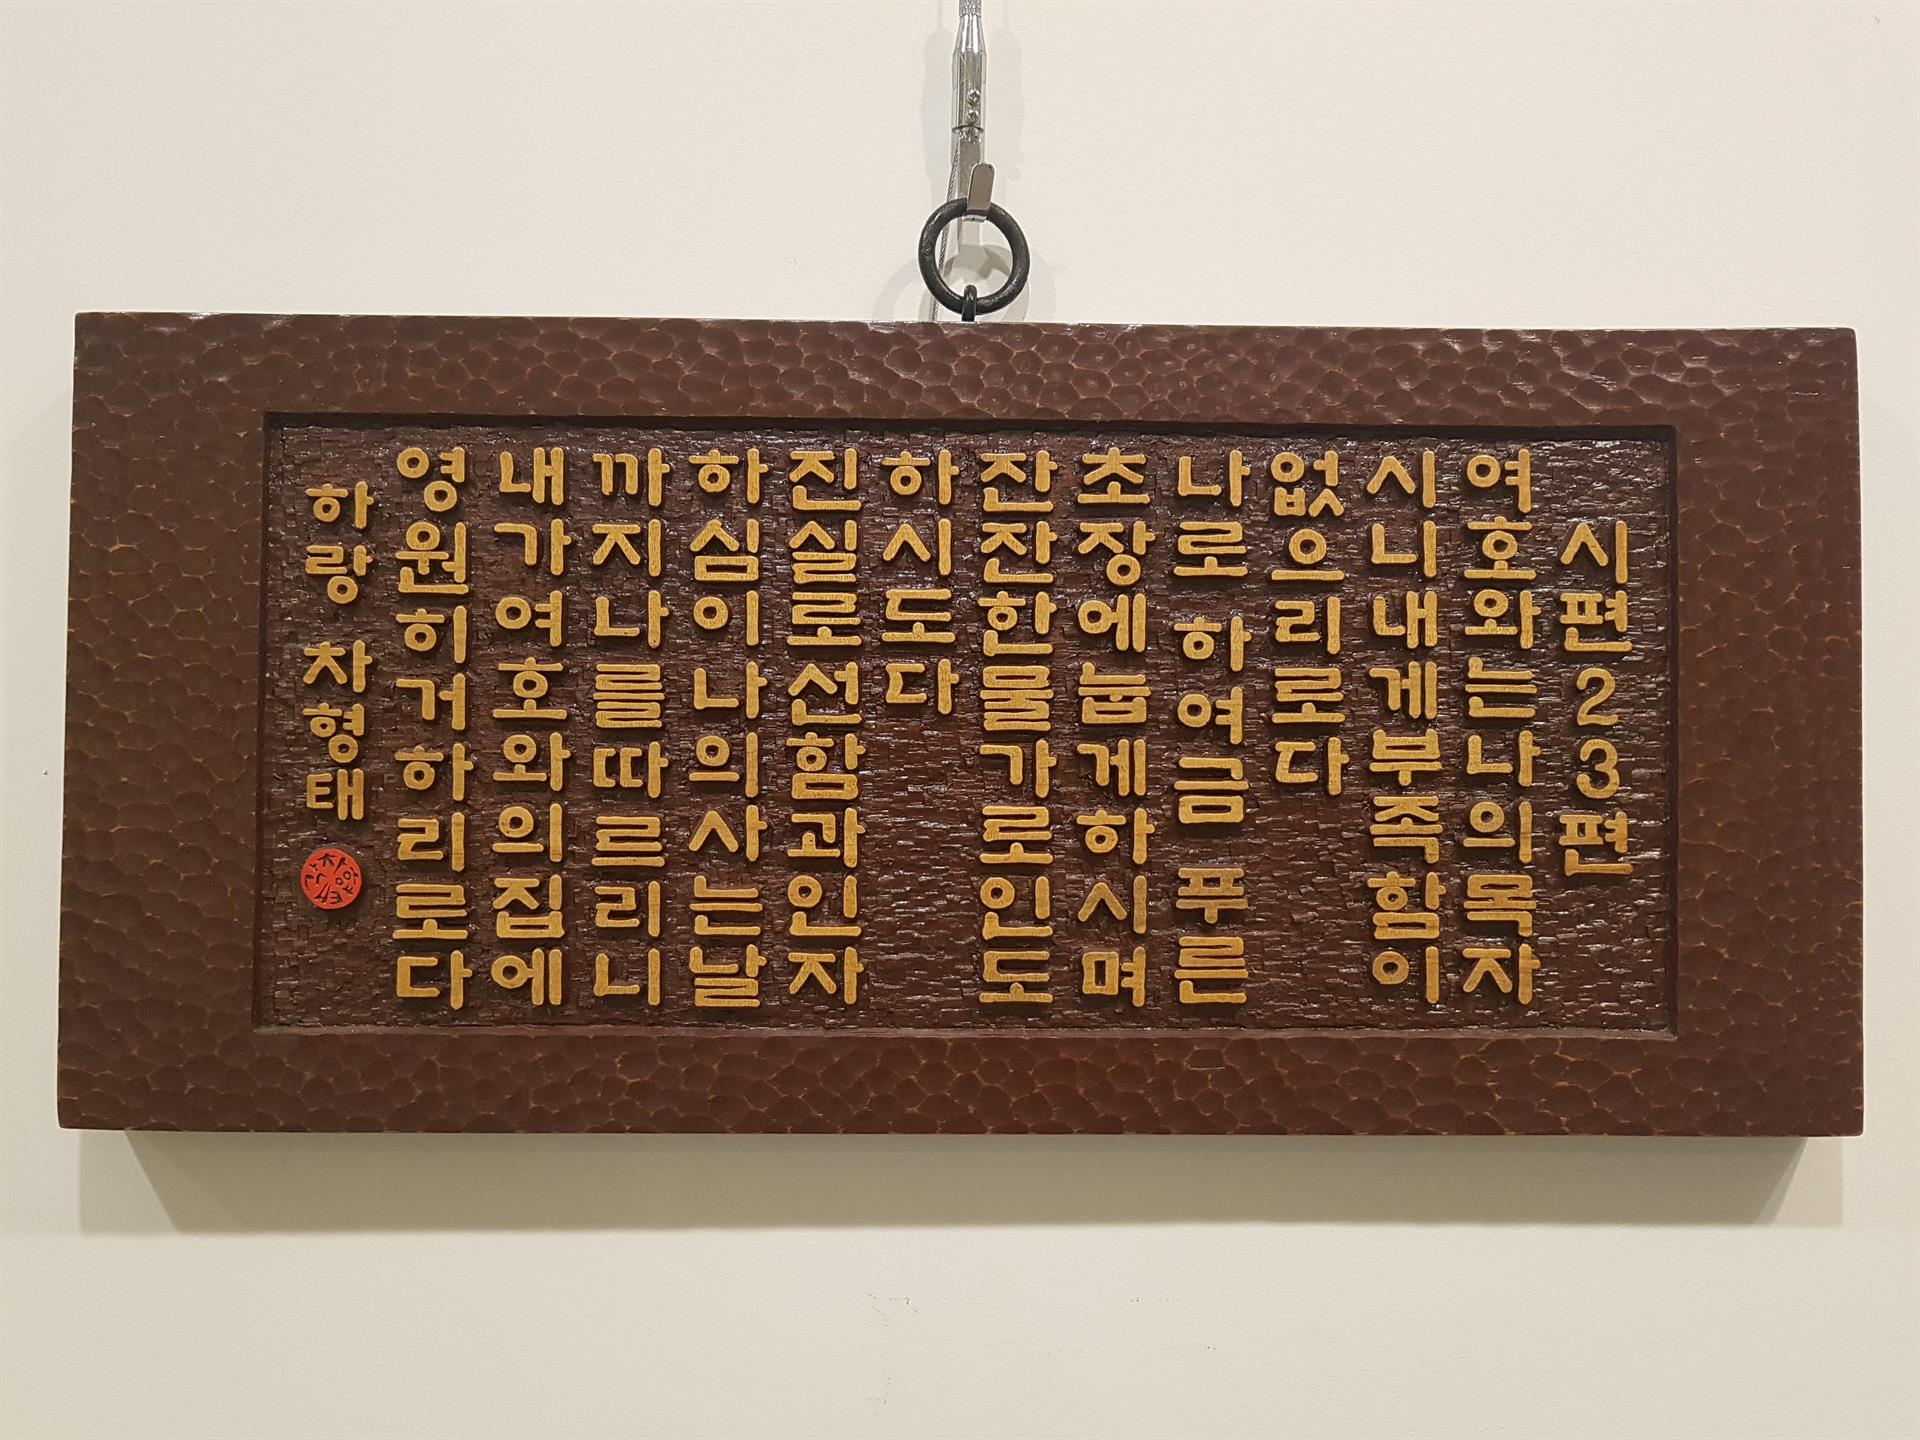 시편23편
여호와는나의목자
시니내게부족함이
없으리로다
나로 하여금 푸른
초장에눕게하시며
잔잔한물가로인도
하시도다
진실로선함과인자
하심이나의사는날
까지나를따르리니
내가여호와의집에
영원히거하리로다
하랑 차형태